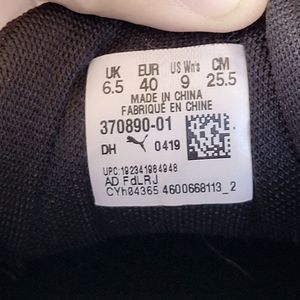 UK EUR US Wn's CM
6.5 40 9 25.5
MADE IN CHINA
FABRIQUÉ EN CHINE
370890-01
DH 0419
UPC:192341984948
AD FdLRJ
CYh04365 4600668113_2